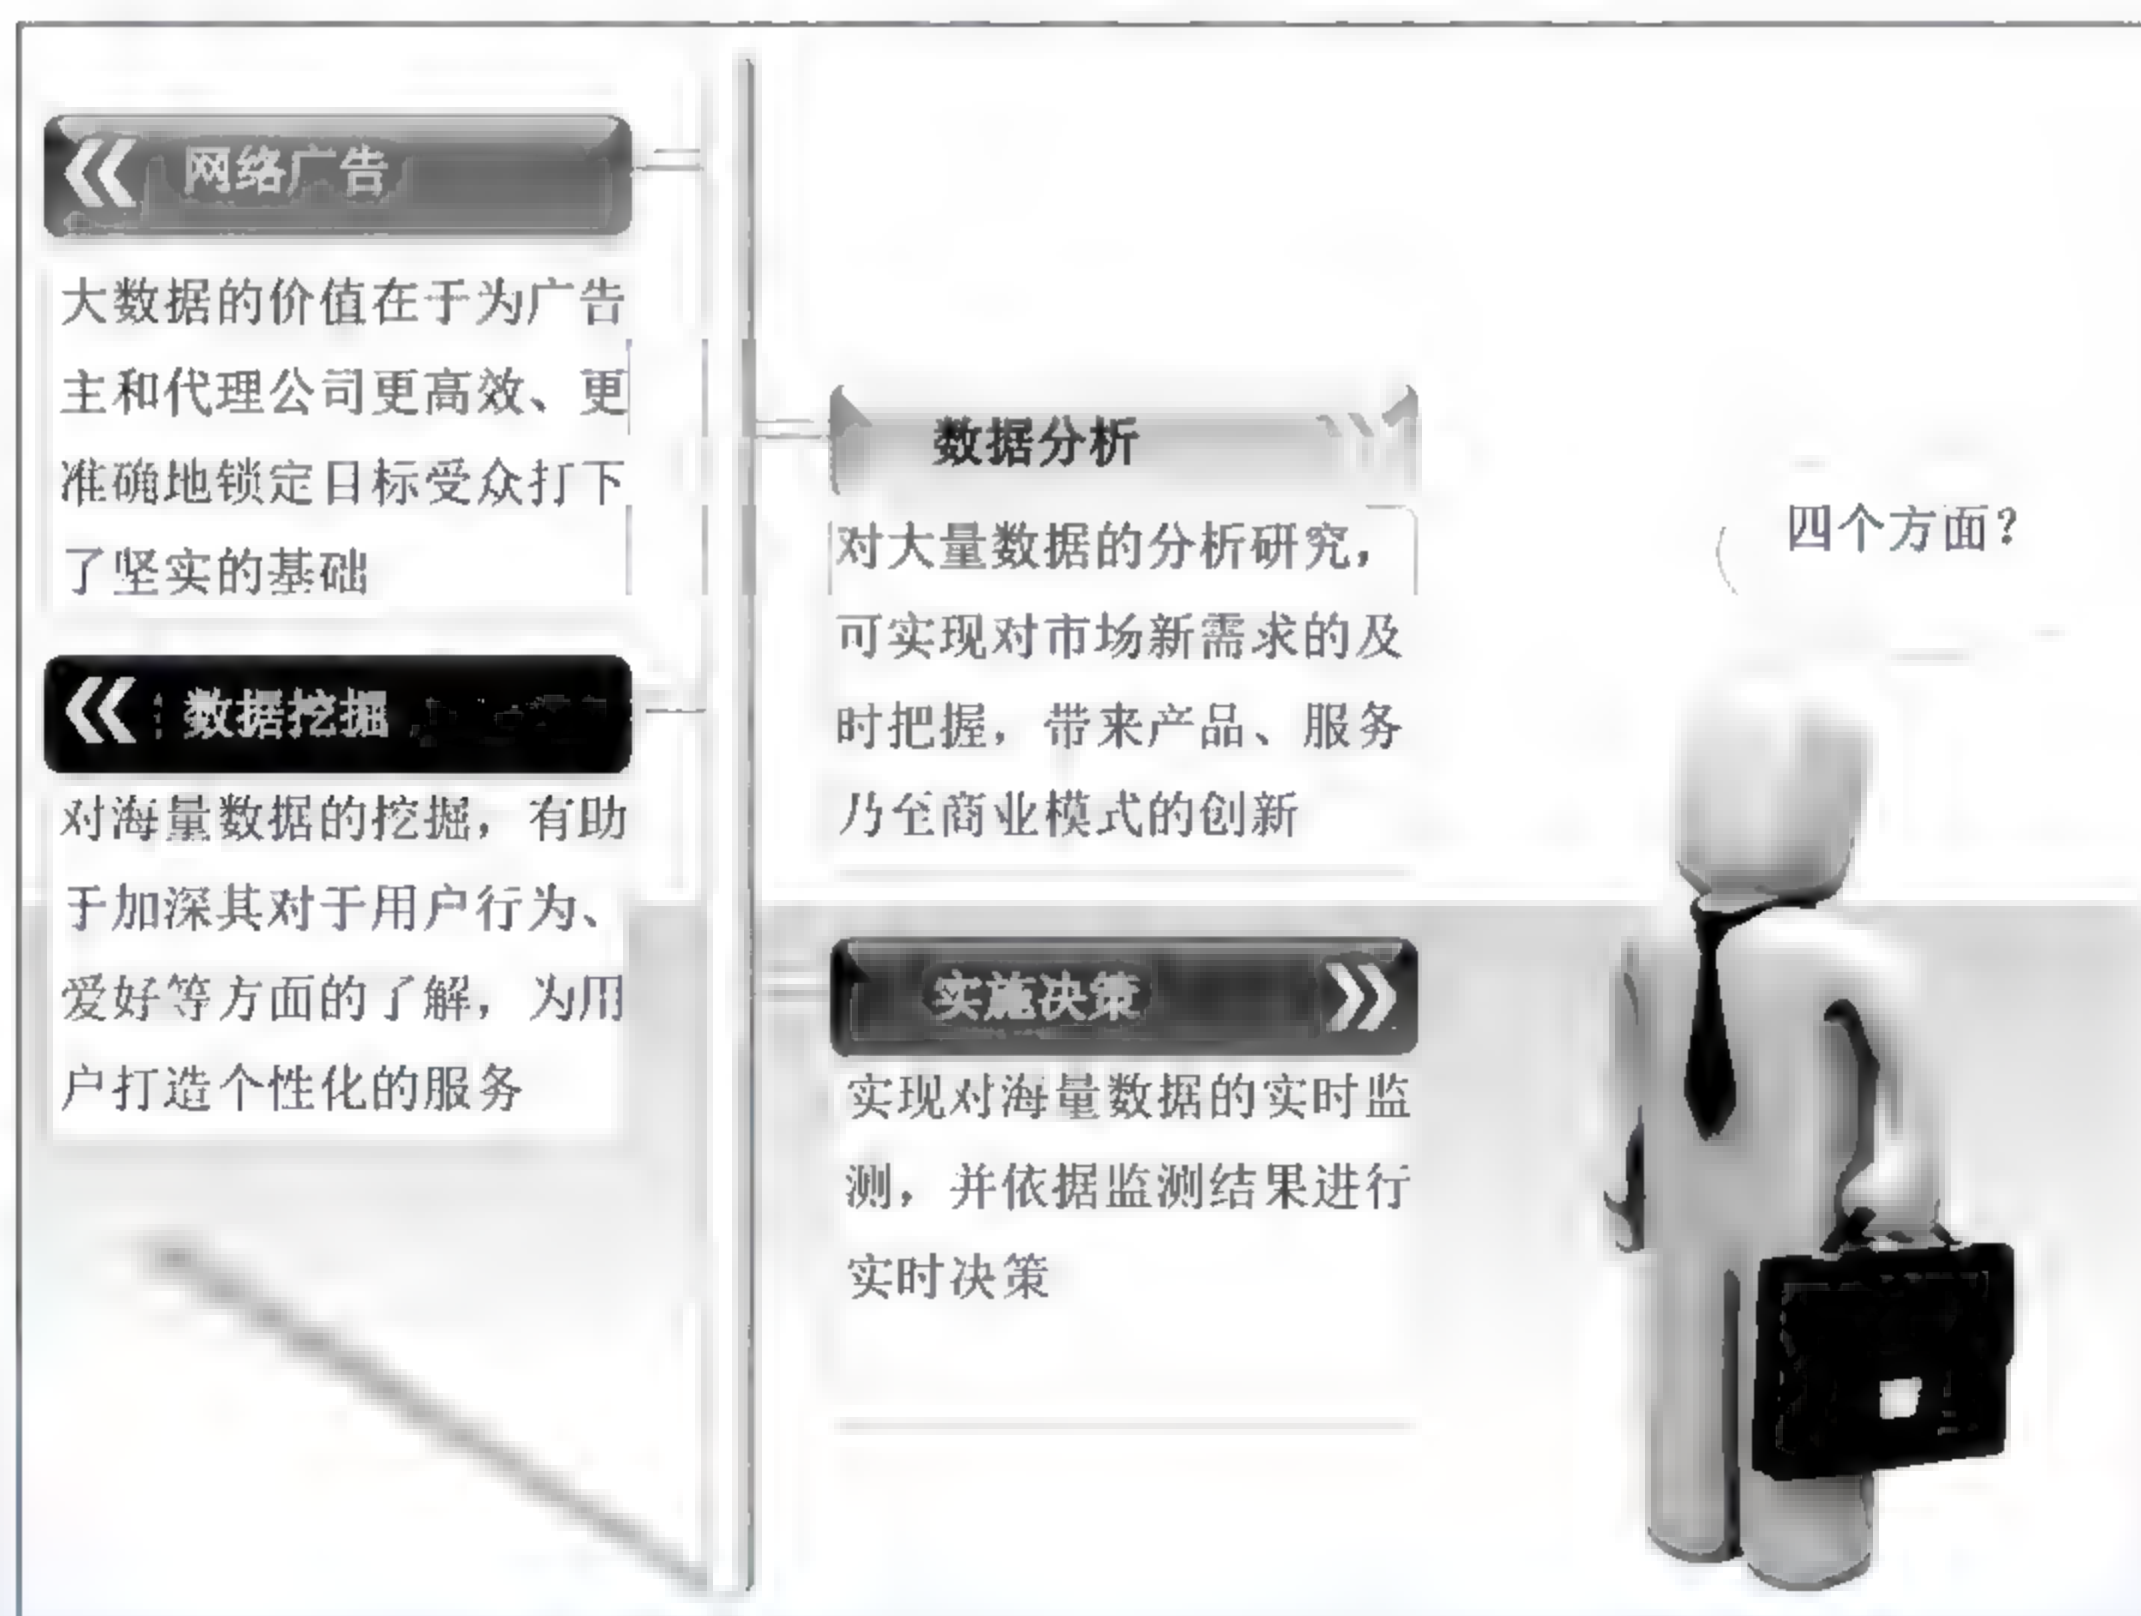 网络广告
大数据的价值在于为广告
主和代理公司更高效、更
准确地锁定目标受众打下
了坚实的基础
数据挖掘
对海量数据的挖掘，有助
于加深其对于用户行为、
爱好等方面的了解，为用
户打造个性化的服务
数据分析
对大量数据的分析研究，
可实现对市场新需求的及
时把握，带来产品、服务
乃至商业模式的创新
实施决策
实现对海量数据的实时监
测，并依据监测结果进行
实时决策
四个方面？